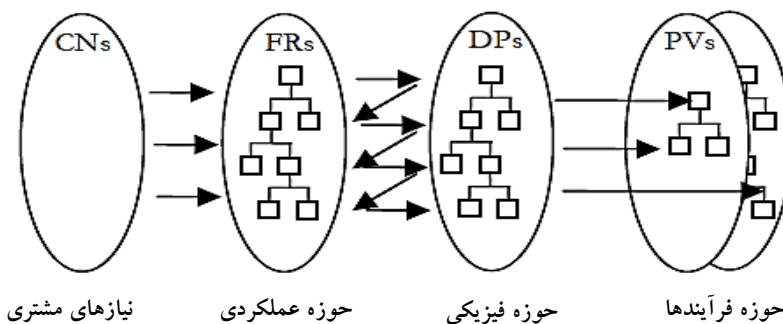 CNs
FRs
DPs
PVs
نیازهای مشتری
حوزه عملکردی
حوزه فیزیکی
حوزه فرآیندها